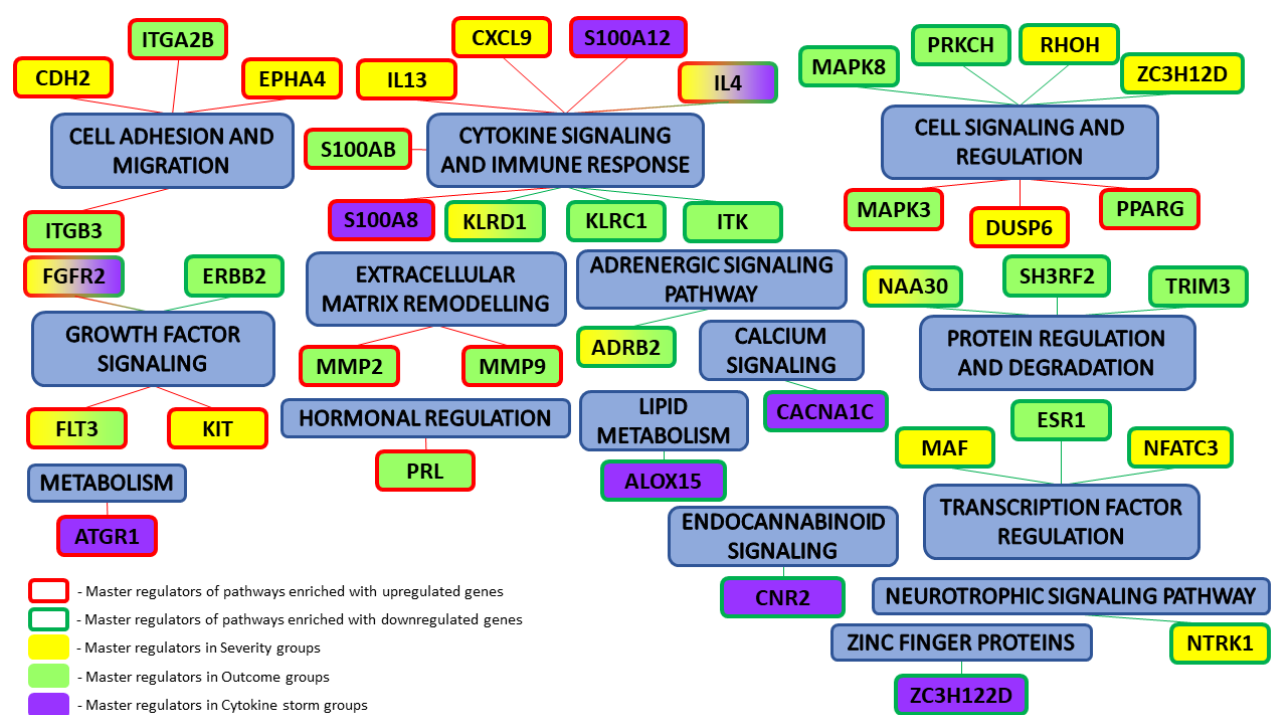 ITGA2B
CDH2
EPHA4
CELL ADHESION AND
MIGRATION
ITGB3
CXCL9
S100A12
IL13
IL4
S100AB
CYTOKINE SIGNALING
AND IMMUNE RESPONSE
S100A8
KLRD1
KLRC1
ITK
MAPK8
PRKCH
RHOH
ZC3H12D
CELL SIGNALING AND
REGULATION
MAPK3
DUSP6
PPARG
FGFR2
ERBB2
GROWTH FACTOR
SIGNALING
FLT3
KIT
EXTRACELLULAR
MATRIX REMODELLING
MMP2
MMP9
ADRENERGIC SIGNALING
PATHWAY
ADRB2
CALCIUM
SIGNALING
CACNA1C
NAA30
SH3RF2
TRIM3
PROTEIN REGULATION
AND DEGRADATION
HORMONAL REGULATION
PRL
LIPID
METABOLISM
ALOX15
METABOLISM
ATGR1
MAF
ESR1
NFATC3
TRANSCRIPTION FACTOR
REGULATION
ENDOCANNABINOID
SIGNALING
CNR2
NEUROTROPHIC SIGNALING PATHWAY
NTRK1
ZINC FINGER PROTEINS
ZC3H122D
- Master regulators of pathways enriched with upregulated genes
- Master regulators of pathways enriched with downregulated genes
- Master regulators in Severity groups
- Master regulators in Outcome groups
- Master regulators in Cytokine storm groups